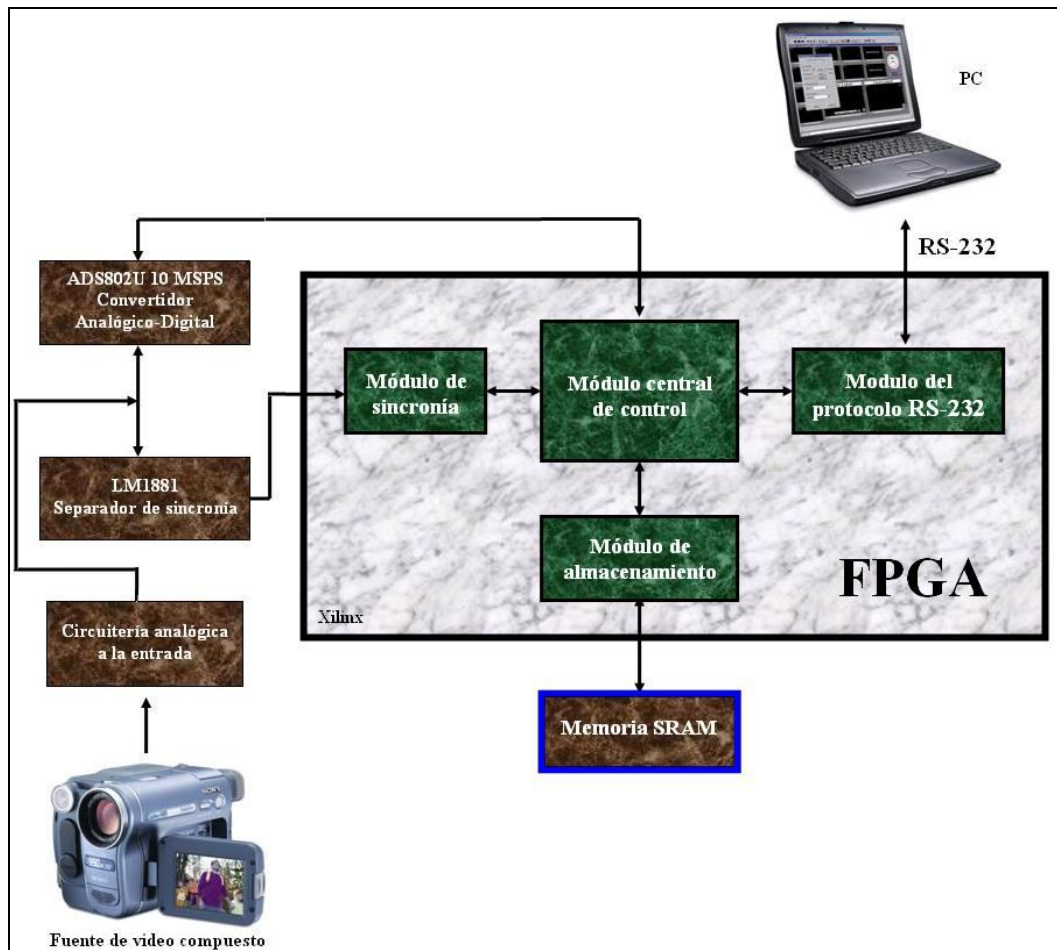 PC
RS-232
ADS802U 10 MSPS
Convertidor
Analógico-Digital
Módulo de
sincronía
Módulo central
de control
Modulo del
protocolo RS-232
LM1881
Separador de sincronía
Módulo de
almacenamiento
FPGA
Xilinx
Circuitería analógica
a la entrada
Memoria SRAM
SONY
Fuente de video compuesto